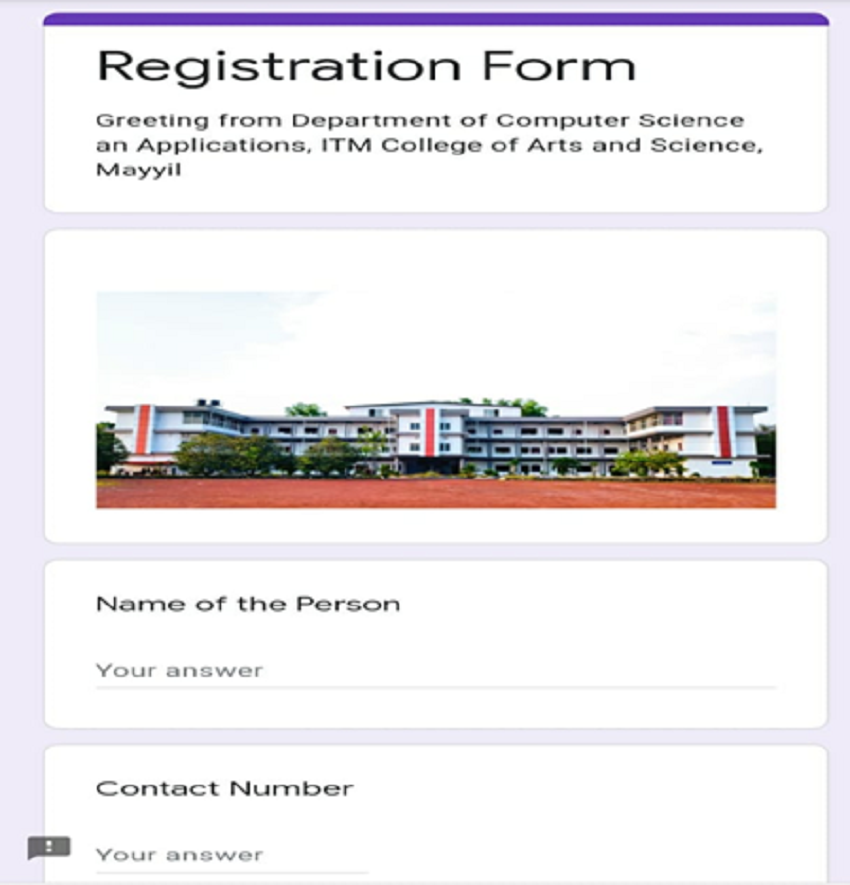 Registration Form
Greeting from Department of Computer Science
an Applications, ITM College of Arts and Science,
Mayyil
Name of the Person
Your answer
Contact Number
Your answer